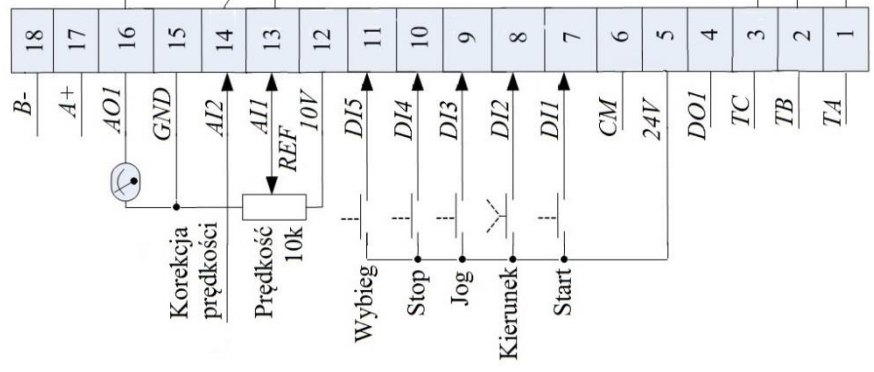 18
17
16
15
14
13
12
11
10
9
8
7
6
5
4
3
2
1
B-
A+
AO1
GND
AI2
AI1
REF
10V
DI5
DI4
DI3
DI2
DI1
CM
24V
DO1
TC
TB
TA
Korekcja
prędkości
Prędkość
10k
Wybieg
Stop
Jog
Kierunek
Start